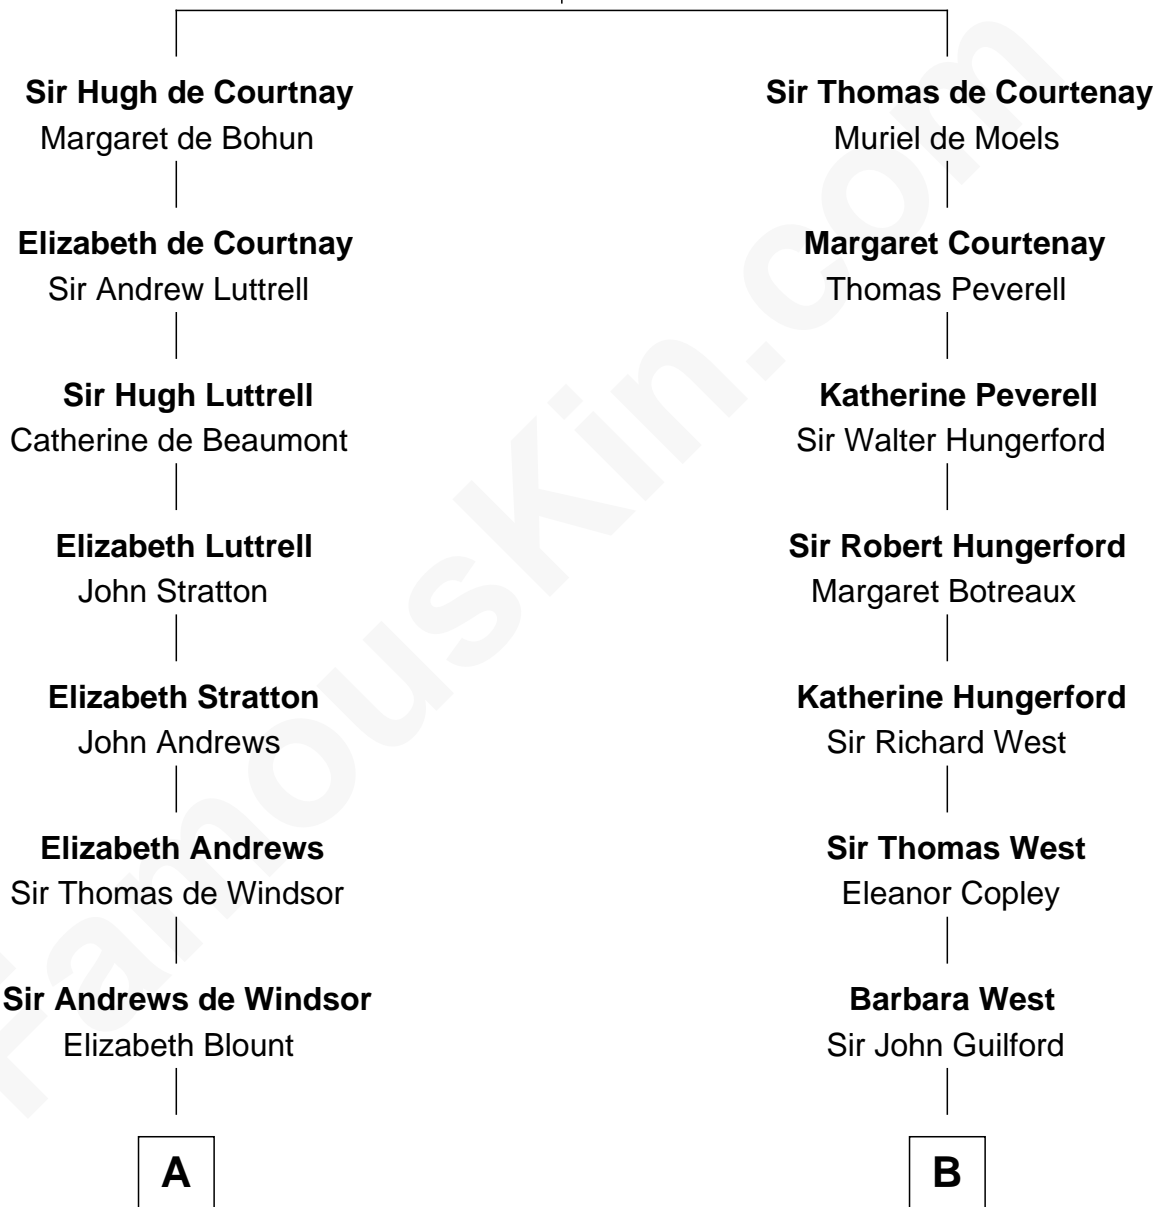 Sir Hugh de Courtnay
Margaret de Bohun
Elizabeth de Courtnay
Sir Andrew Luttrell
Sir Hugh Luttrell
Catherine de Beaumont
Elizabeth Luttrell
John Stratton
Elizabeth Stratton
John Andrews
Elizabeth Andrews
Sir Thomas de Windsor
Sir Andrews de Windsor
Elizabeth Blount
A
Sir Thomas de Courtenay
Muriel de Moels
Margaret Courtenay
Thomas Peverell
Katherine Peverell
Sir Walter Hungerford
Sir Robert Hungerford
Margaret Botreaux
Katherine Hungerford
Sir Richard West
Sir Thomas West
Eleanor Copley
Barbara West
Sir John Guilford
B
FamousKin.com